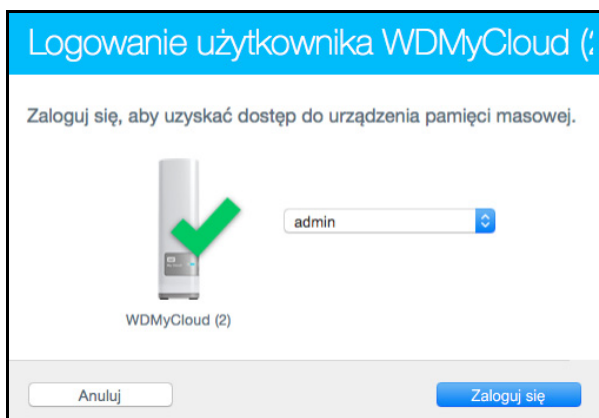 Logowanie użytkownika WDMyCloud (
Zaloguj się, aby uzyskać dostęp do urządzenia pamięci masowej.
admin
WDMyCloud (2)
Anuluj
Zaloguj się